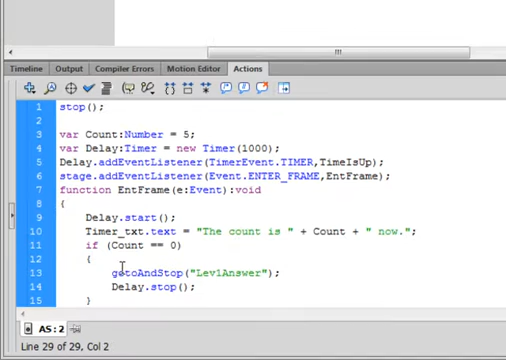 Timeline Output Compiler Errors Motion Editor Actions
1 stop();
2
3 var Count:Number = 5;
4 var Delay:Timer = new Timer(1000);
5 Delay.addEventListener(TimerEvent.TIMER,TimeIsUp);
6 stage.addEventListener(Event.ENTER_FRAME,EntFrame);
7 function EntFrame(e:Event):void
8 {
9 Delay.start();
10 Timer_txt.text = "The count is " + Count + " now.";
11 if (Count == 0)
12 {
13 gotoAndStop("Lev1Answer");
14 Delay.stop();
15 }
AS: 2
Line 29 of 29, Col 2